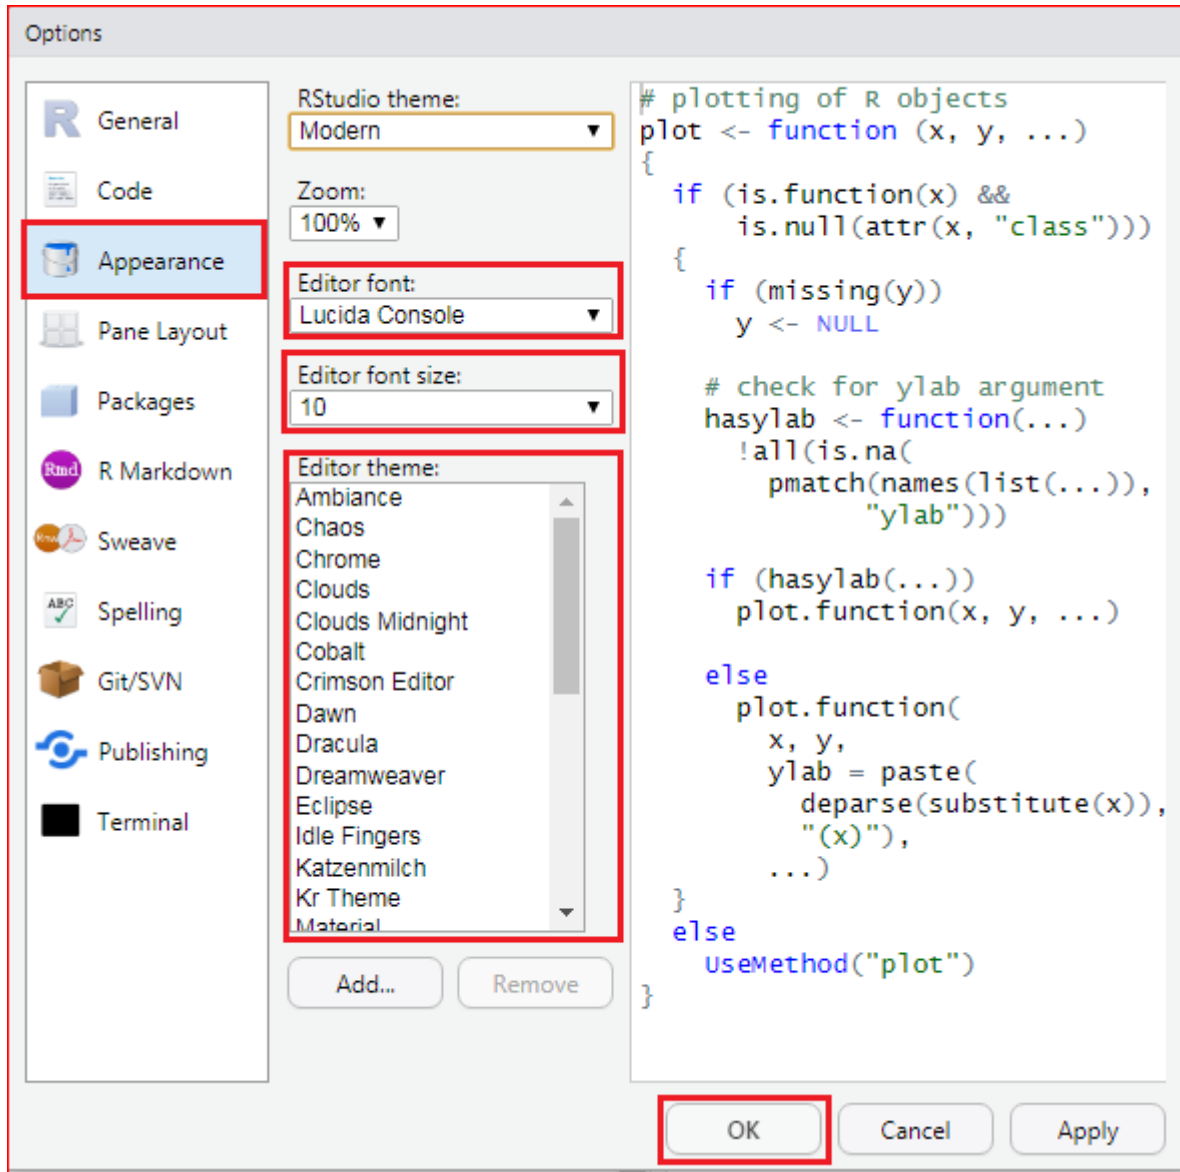 Options
General
Code
Appearance
Pane Layout
Packages
Rmd R Markdown
Rnw Sweave
ABC Spelling
Git/SVN
Publishing
Terminal
RStudio theme:
Modern
Zoom:
100%
Editor font:
Lucida Console
Editor font size:
10
Editor theme:
Ambiance
Chaos
Chrome
Clouds
Clouds Midnight
Cobalt
Crimson Editor
Dawn
Dracula
Dreamweaver
Eclipse
Idle Fingers
Katzenmilch
Kr Theme
Material
Add...
Remove
# plotting of R objects
plot <- function (x, y, ...)
{
  if (is.function(x) &&
      is.null(attr(x, "class")))
  {
    if (missing(y))
      y <- NULL
    # check for ylab argument
    hasylab <- function(...)
      !all(is.na(
        pmatch(names(list(...)),
              "ylab")))
    if (hasylab(...))
      plot.function(x, y, ...)
    else
      plot.function(
        x, y,
        ylab = paste(
          deparse(substitute(x)),
          "(x)"),
        ...)
  }
  else
    UseMethod("plot")
}
OK
Cancel
Apply